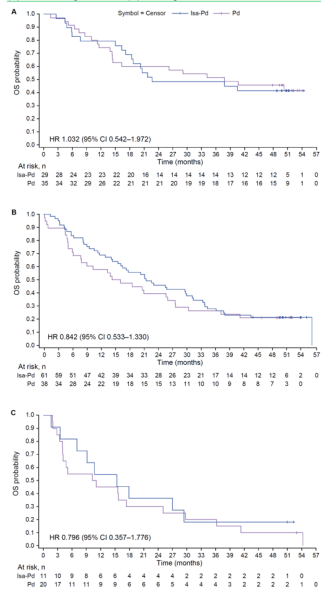 A
Symbol = Censor Isa-Pd Pd
OS probability
1.0
0.9
0.8
0.7
0.6
0.5
0.4
0.3
0.2
0.1
0.0
HR 1.032 (95% CI 0.542–1.972)
0 3 6 9 12 15 18 21 24 27 30 33 36 39 42 45 48 51 54 57
Time (months)
At risk, n
Isa-Pd 29 28 24 23 23 22 20 16 14 14 14 14 14 13 12 12 12 5 1 0
Pd 35 34 32 29 26 22 21 21 21 20 19 19 18 17 16 16 15 9 1 0
B
OS probability
1.0
0.9
0.8
0.7
0.6
0.5
0.4
0.3
0.2
0.1
0.0
HR 0.842 (95% CI 0.533–1.330)
0 3 6 9 12 15 18 21 24 27 30 33 36 39 42 45 48 51 54 57
Time (months)
At risk, n
Isa-Pd 61 59 51 47 42 39 34 33 28 26 23 21 17 14 14 12 12 6 2 0
Pd 38 34 28 24 22 19 18 15 15 13 11 10 10 9 8 8 7 3 0
C
OS probability
1.0
0.9
0.8
0.7
0.6
0.5
0.4
0.3
0.2
0.1
0.0
HR 0.796 (95% CI 0.357–1.776)
0 3 6 9 12 15 18 21 24 27 30 33 36 39 42 45 48 51 54 57
Time (months)
At risk, n
Isa-Pd 11 10 9 8 6 6 4 4 4 4 2 2 2 2 2 2 2 1 0
Pd 20 17 11 11 9 9 6 6 6 5 4 4 4 3 2 2 2 2 1 0